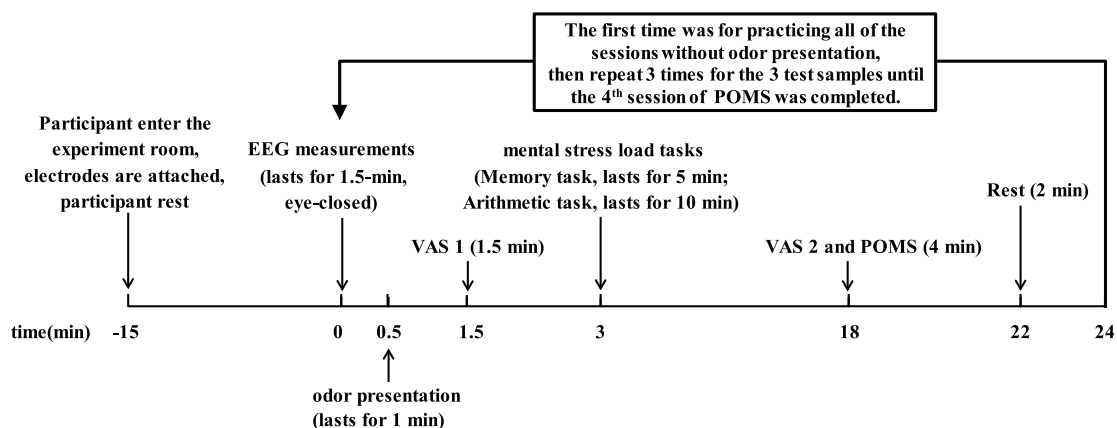 The first time was for practicing all of the
sessions without odor presentation,
then repeat 3 times for the 3 test samples until
the 4th session of POMS was completed.
Participant enter the
experiment room,
electrodes are attached,
participant rest
EEG measurements
(lasts for 1.5-min,
eye-closed)
mental stress load tasks
(Memory task, lasts for 5 min;
Arithmetic task, lasts for 10 min)
Rest (2 min)
VAS 1 (1.5 min)
VAS 2 and POMS (4 min)
time(min) -15 0 0.5 1.5 3 18 22 24
odor presentation
(lasts for 1 min)